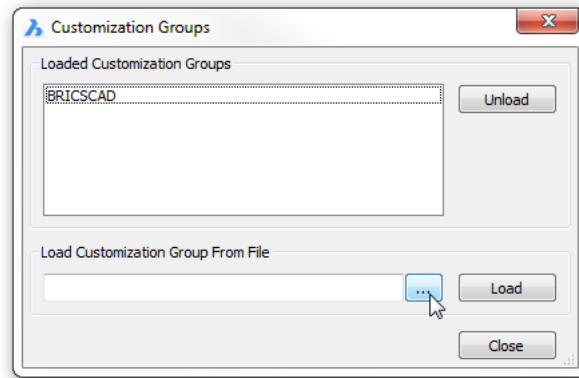 Customization Groups
Loaded Customization Groups
BRICSCAD
Unload
Load Customization Group From File
...
Load
Close